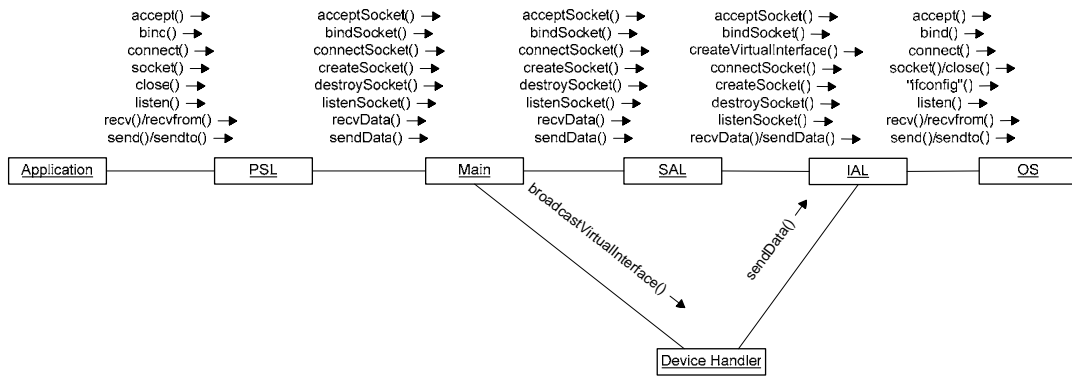 accept()
binc()
connect()
socket()
close()
listen()
recv()/recvfrom()
send()/sendto()
acceptSocket()
bindSocket()
connectSocket()
createSocket()
destroySocket()
listenSocket()
recvData()
sendData()
acceptSocket()
bindSocket()
connectSocket()
createSocket()
destroySocket()
listenSocket()
recvData()
sendData()
acceptSocket()
bindSocket()
createVirtualInterface()
connectSocket()
createSocket()
destroySocket()
listenSocket()
recvData()/sendData()
accept()
bind()
connect()
socket()/close()
"ifconfig"()
listen()
recv()/recvfrom()
send()/sendto()
Application
PSL
Main
SAL
IAL
OS
broadcastVirtualInterface()
sendData()
Device Handler